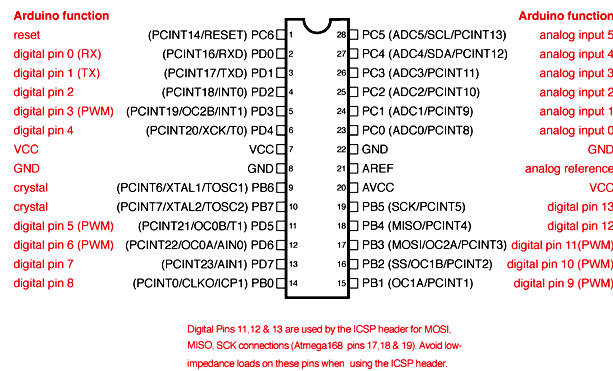 Arduino function Arduino function
reset (PCINT14/RESET) PC6 1 28 PC5 (ADC5/SCL/PCINT13) analog input 5
digital pin 0 (RX) (PCINT16/RXD) PD0 2 27 PC4 (ADC4/SDA/PCINT12) analog input 4
digital pin 1 (TX) (PCINT17/TXD) PD1 3 26 PC3 (ADC3/PCINT11) analog input 3
digital pin 2 (PCINT18/INT0) PD2 4 25 PC2 (ADC2/PCINT10) analog input 2
digital pin 3 (PWM) (PCINT19/OC2B/INT1) PD3 5 24 PC1 (ADC1/PCINT9) analog input 1
digital pin 4 (PCINT20/XCK/T0) PD4 6 23 PC0 (ADC0/PCINT8) analog input 0
VCC VCC 7 22 GND GND
GND GND 8 21 AREF analog reference
crystal (PCINT6/XTAL1/TOSC1) PB6 9 20 AVCC VCC
crystal (PCINT7/XTAL2/TOSC2) PB7 10 19 PB5 (SCK/PCINT5) digital pin 13
digital pin 5 (PWM) (PCINT21/OC0B/T1) PD5 11 18 PB4 (MISO/PCINT4) digital pin 12
digital pin 6 (PWM) (PCINT22/OC0A/AIN0) PD6 12 17 PB3 (MOSI/OC2A/PCINT3) digital pin 11(PWM)
digital pin 7 (PCINT23/AIN1) PD7 13 16 PB2 (SS/OC1B/PCINT2) digital pin 10 (PWM)
digital pin 8 (PCINT0/CLKO/ICP1) PB0 14 15 PB1 (OC1A/PCINT1) digital pin 9 (PWM)
Digital Pins 11,12 & 13 are used by the ICSP header for MOSI,
MISO, SCK connections (Atmega168 pins 17,18 & 19). Avoid low-
impedance loads on these pins when using the ICSP header.